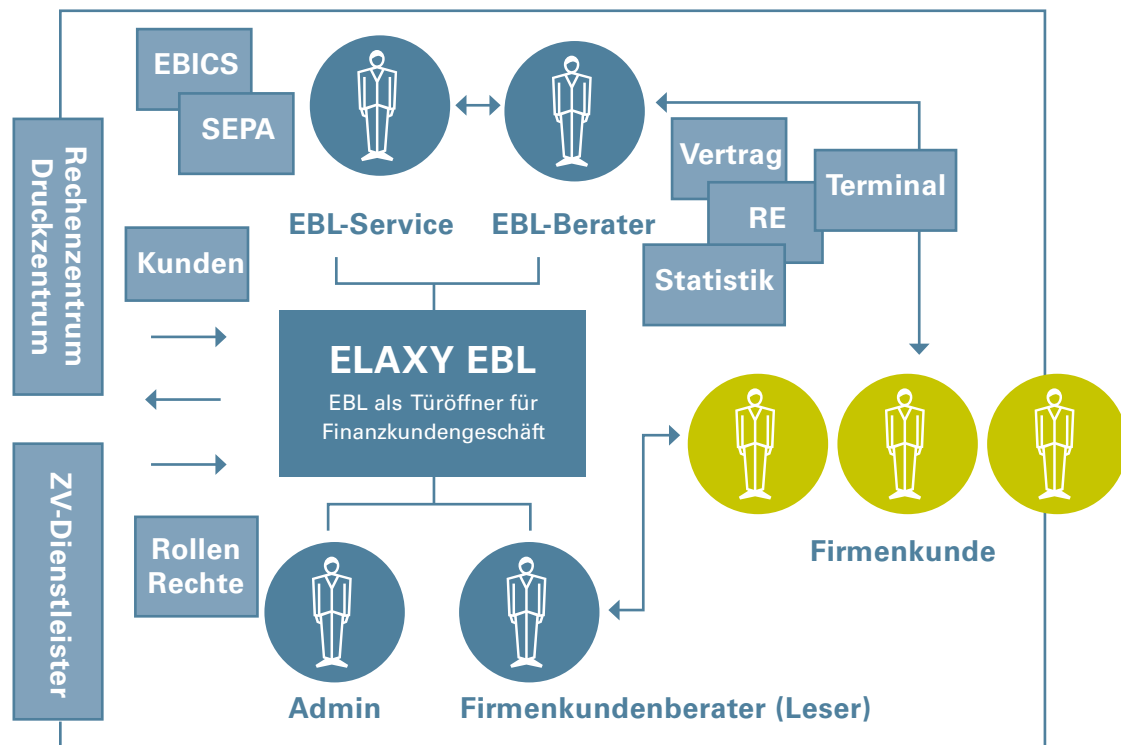 EBICS
SEPA
Rechenzentrum
Druckzentrum
Vertrag
Terminal
RE
Statistik
EBL-Service
EBL-Berater
Kunden
ELAXY EBL
EBL als Türöffner für
Finanzkundengeschäft
ZV-Dienstleister
Rollen
Rechte
Firmenkunde
Admin
Firmenkundenberater (Leser)